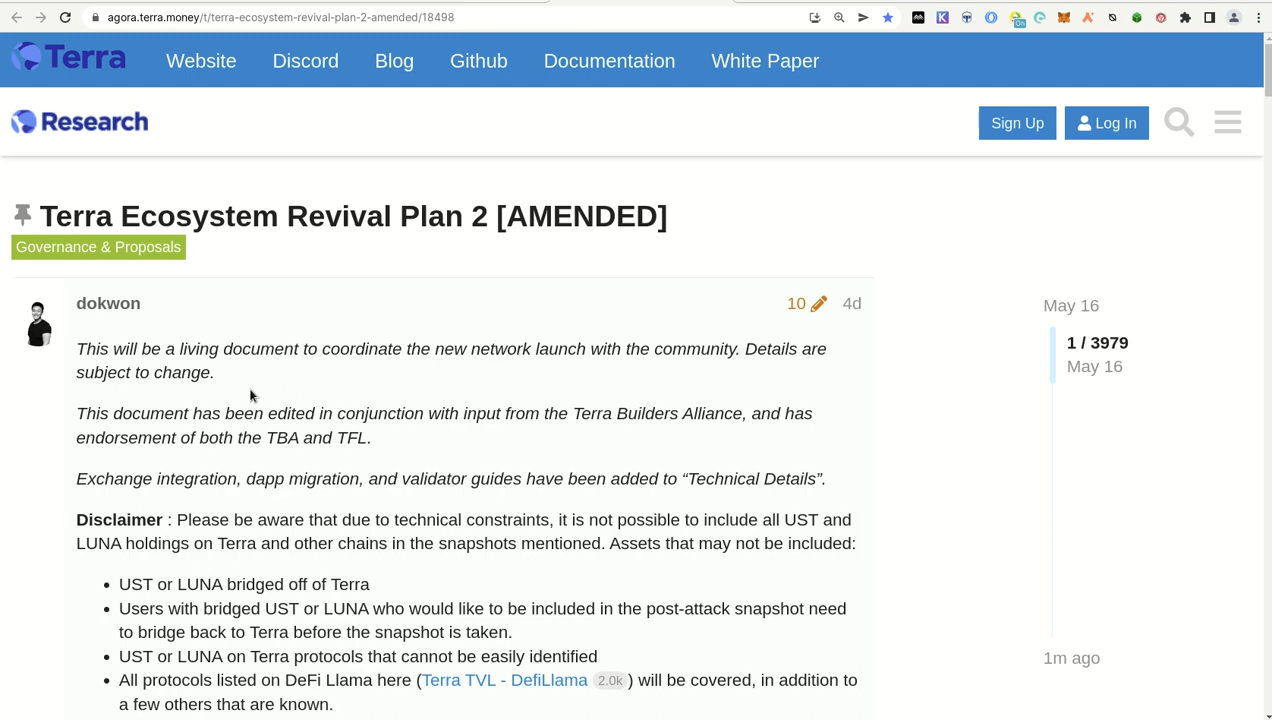 agora.terra.money/t/terra-ecosystem-revival-plan-2-amended/18498
Terra Website Discord Blog Github Documentation White Paper
Research Sign Up Log In
Terra Ecosystem Revival Plan 2 [AMENDED]
Governance & Proposals
dokwon 10 4d
May 16
This will be a living document to coordinate the new network launch with the community. Details are
subject to change.
1 / 3979
May 16
This document has been edited in conjunction with input from the Terra Builders Alliance, and has
endorsement of both the TBA and TFL.
Exchange integration, dapp migration, and validator guides have been added to “Technical Details”.
Disclaimer : Please be aware that due to technical constraints, it is not possible to include all UST and
LUNA holdings on Terra and other chains in the snapshots mentioned. Assets that may not be included:
• UST or LUNA bridged off of Terra
• Users with bridged UST or LUNA who would like to be included in the post-attack snapshot need
to bridge back to Terra before the snapshot is taken.
• UST or LUNA on Terra protocols that cannot be easily identified
1m ago
• All protocols listed on DeFi Llama here (Terra TVL - DefiLlama 2.0k ) will be covered, in addition to
a few others that are known.